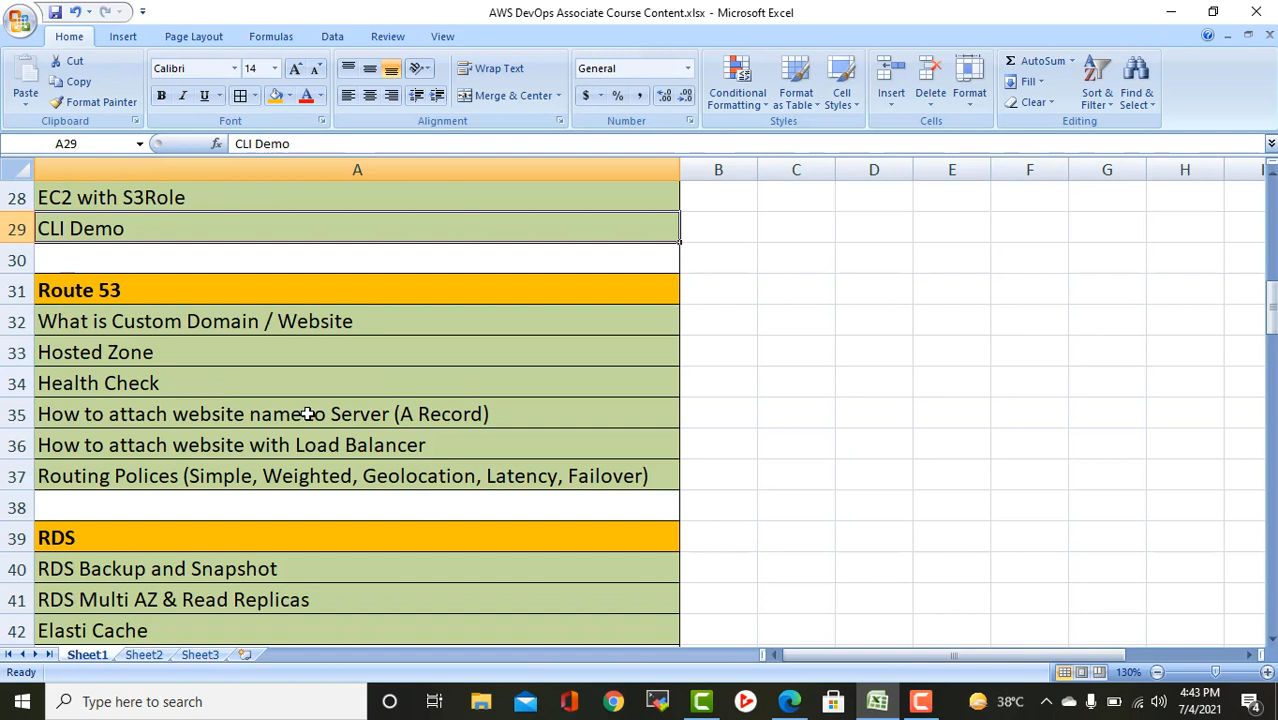 AWS DevOps Associate Course Content.xlsx - Microsoft Excel
Home Insert Page Layout Formulas Data Review View
Paste Cut Copy Format Painter Clipboard
Calibri 14 A A B I U A Font
Wrap Text Merge & Center Alignment
General $ % , Number
Conditional Formatting Format as Table Cell Styles Styles
Insert Delete Format Cells
Σ AutoSum Fill Clear Sort & Filter Find & Select Editing
A29 fx CLI Demo
A B C D E F G H
28 EC2 with S3Role
29 CLI Demo
30
31 Route 53
32 What is Custom Domain / Website
33 Hosted Zone
34 Health Check
35 How to attach website name to Server (A Record)
36 How to attach website with Load Balancer
37 Routing Polices (Simple, Weighted, Geolocation, Latency, Failover)
38
39 RDS
40 RDS Backup and Snapshot
41 RDS Multi AZ & Read Replicas
42 Elasti Cache
Sheet1 Sheet2 Sheet3
Ready 130%
Type here to search 38°C 4:43 PM
7/4/2021 4